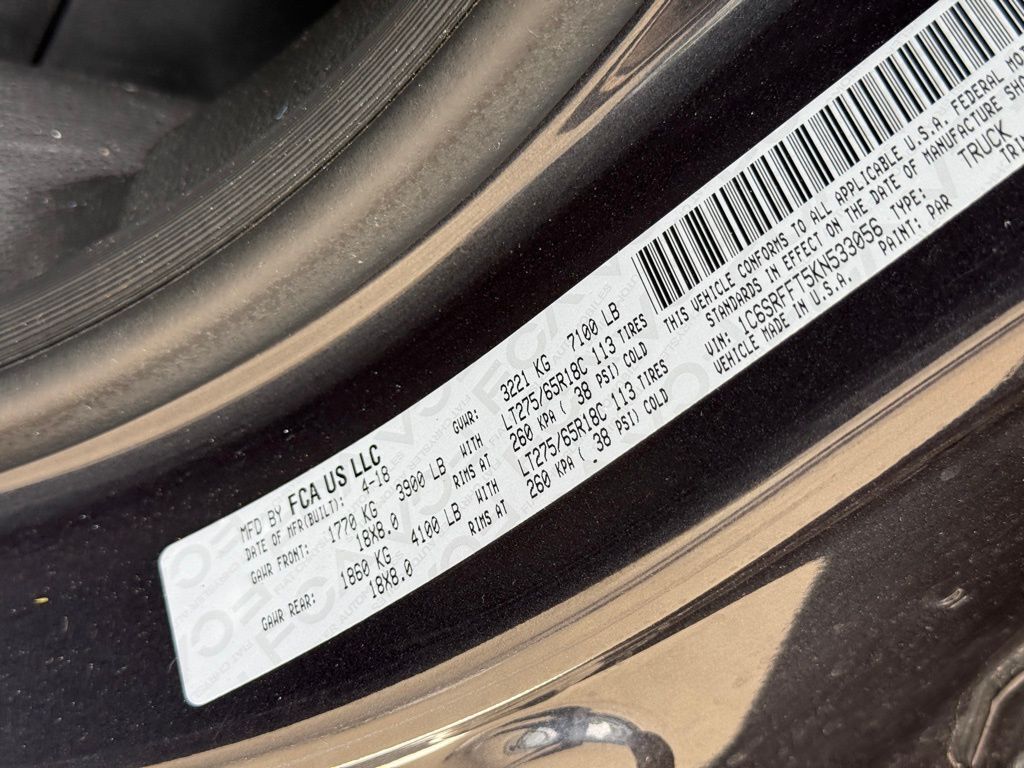 MFD BY FCA US LLC
DATE OF MFR(BUILT): 4-18 GVWR: 3221 KG 7100 LB
GAWR FRONT: 1770 KG 3900 LB WITH LT275/65R18C 113 TIRES
18X8.0 RIMS AT 260 KPA ( 38 PSI) COLD
GAWR REAR: 1860 KG 4100 LB WITH LT275/65R18C 113 TIRES
18X8.0 RIMS AT 260 KPA ( 38 PSI) COLD
THIS VEHICLE CONFORMS TO ALL APPLICABLE U.S.A. FEDERAL
STANDARDS IN EFFECT ON THE DATE OF MANUFACTURE
VIN: 1C6SRFFT5KN533056 TYPE: TRUCK
VEHICLE MADE IN U.S.A. PAINT: PAR